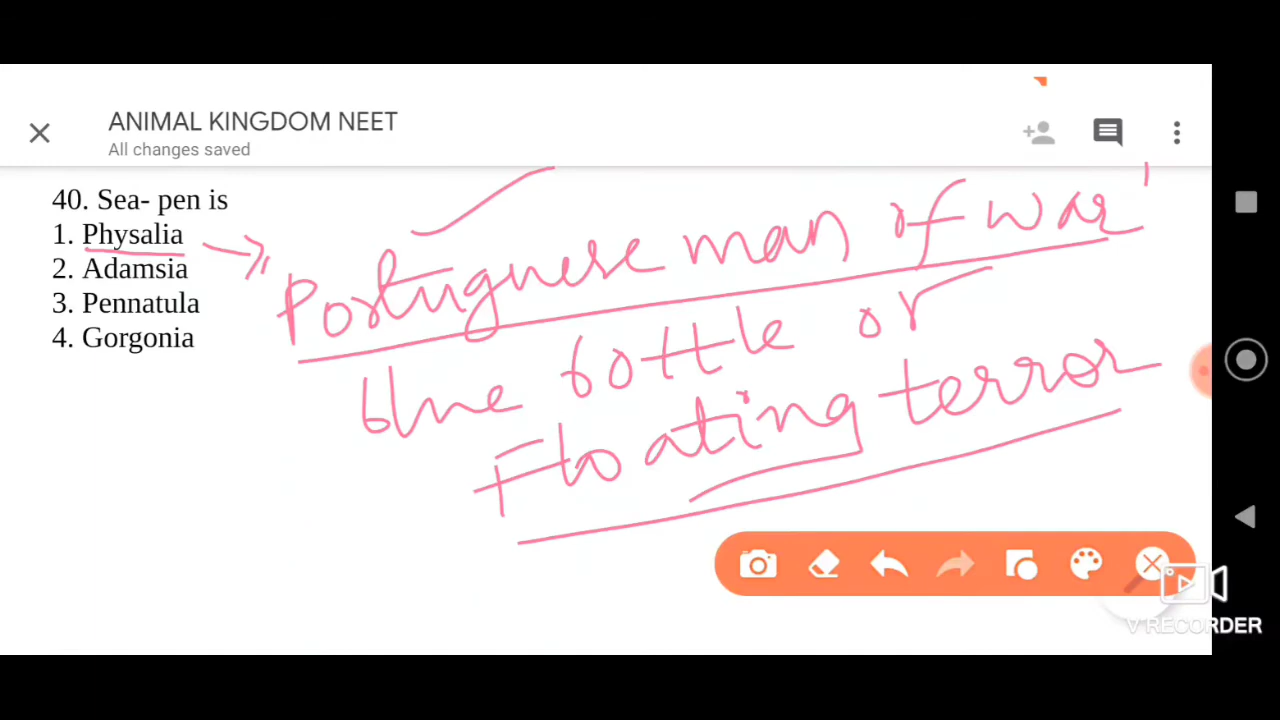 ANIMAL KINGDOM NEET
All changes saved
40. Sea- pen is
1. Physalia
2. Adamsia
3. Pennatula
4. Gorgonia
Portuguese man of war'
blue bottle or
Floating terror
V RECORDER